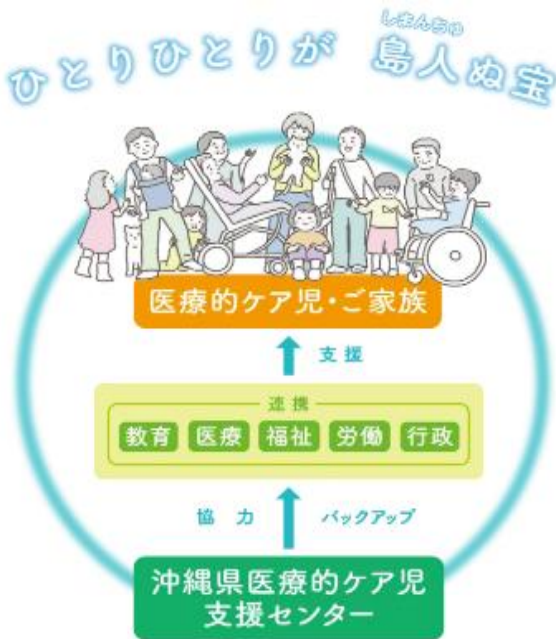 しまんちゅ
ひとりひとりが 島人ぬ宝
医療的ケア児・ご家族
支援
連携
教育 医療 福祉 労働 行政
協力 バックアップ
沖縄県医療的ケア児
支援センター